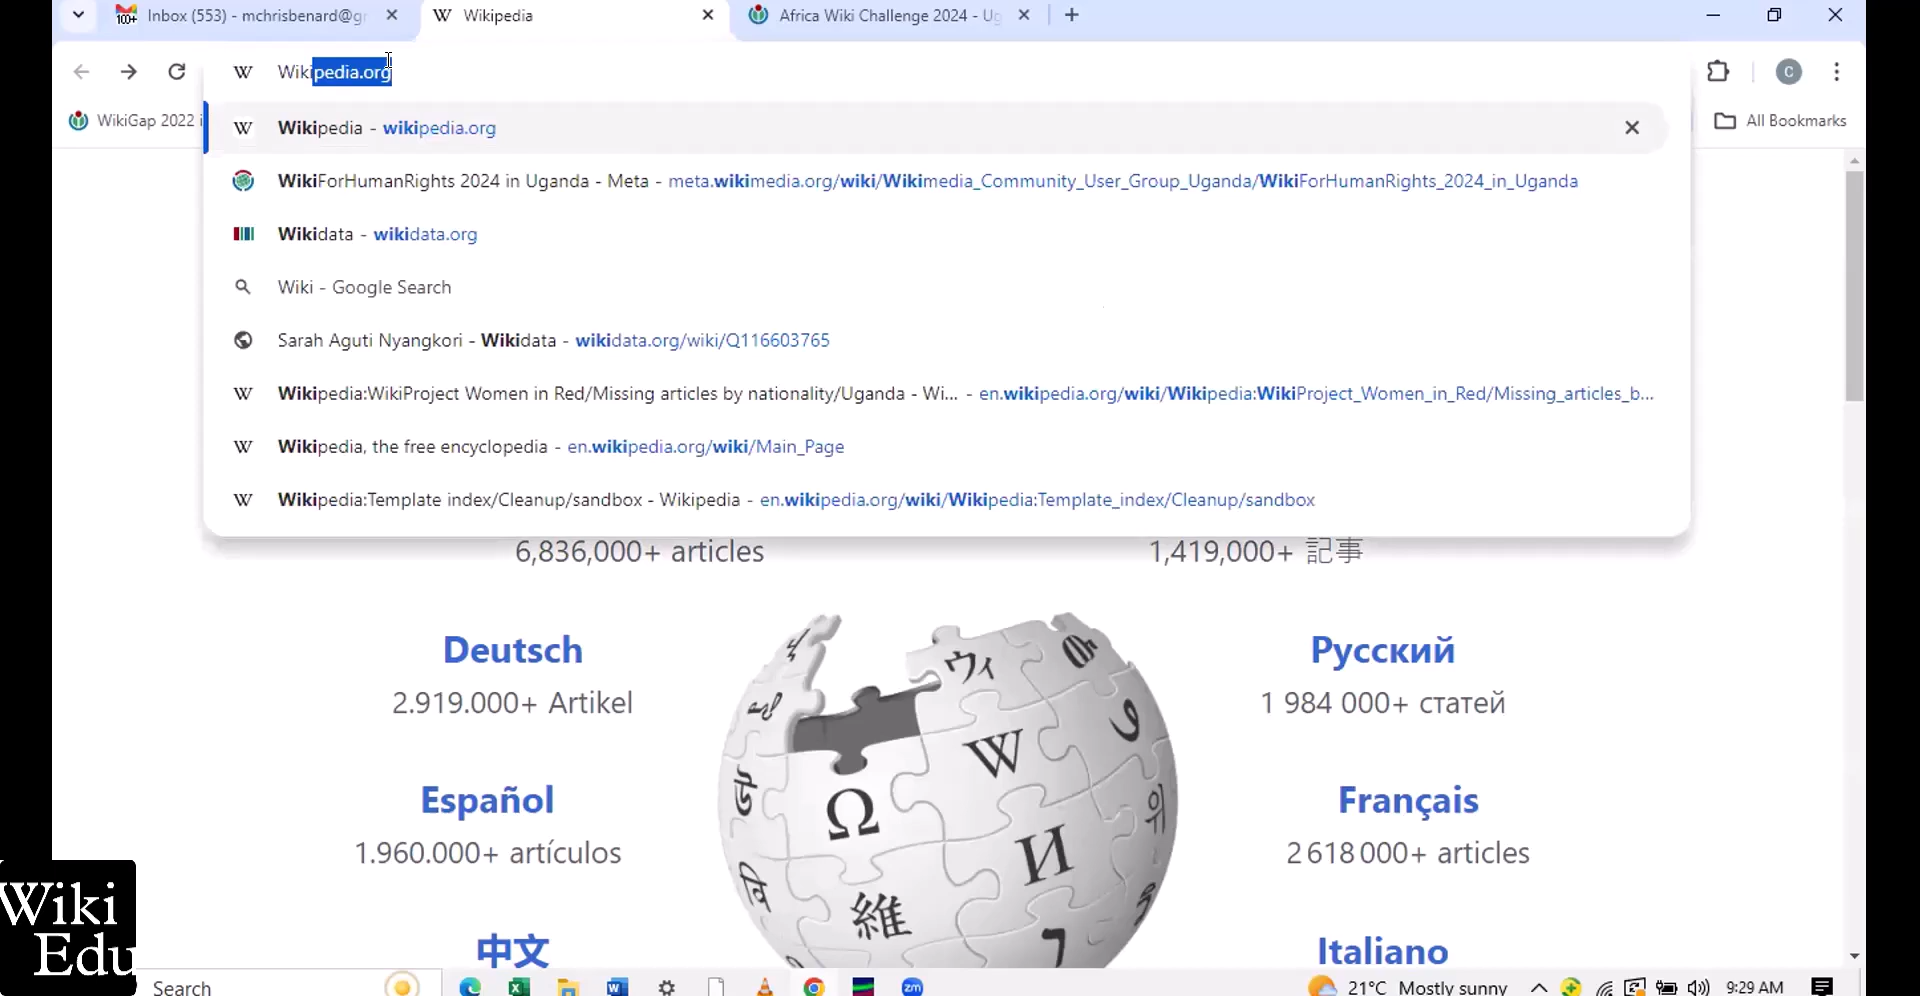 Inbox (553) - mchrisbenard@g
Wikipedia
Africa Wiki Challenge 2024 - Ug
Wikipedia.org
C
WikiGap 2022 i
All Bookmarks
Wikipedia - wikipedia.org
WikiForHumanRights 2024 in Uganda - Meta - meta.wikimedia.org/wiki/Wikimedia_Community_User_Group_Uganda/WikiForHumanRights_2024_in_Uganda
Wikidata - wikidata.org
Wiki - Google Search
Sarah Aguti Nyangkori - Wikidata - wikidata.org/wiki/Q116603765
Wikipedia:WikiProject Women in Red/Missing articles by nationality/Uganda - Wi... - en.wikipedia.org/wiki/Wikipedia:WikiProject_Women_in_Red/Missing_articles_b...
Wikipedia, the free encyclopedia - en.wikipedia.org/wiki/Main_Page
Wikipedia:Template index/Cleanup/sandbox - Wikipedia - en.wikipedia.org/wiki/Wikipedia:Template_index/Cleanup/sandbox
6,836,000+ articles
1,419,000+ 記事
Deutsch
2.919.000+ Artikel
Русский
1 984 000+ статей
Español
1.960.000+ artículos
Français
2 618 000+ articles
中文
Italiano
Ω
W
И
維
ウィ
Wiki
Edu
Search
21°C Mostly sunny
9:29 AM